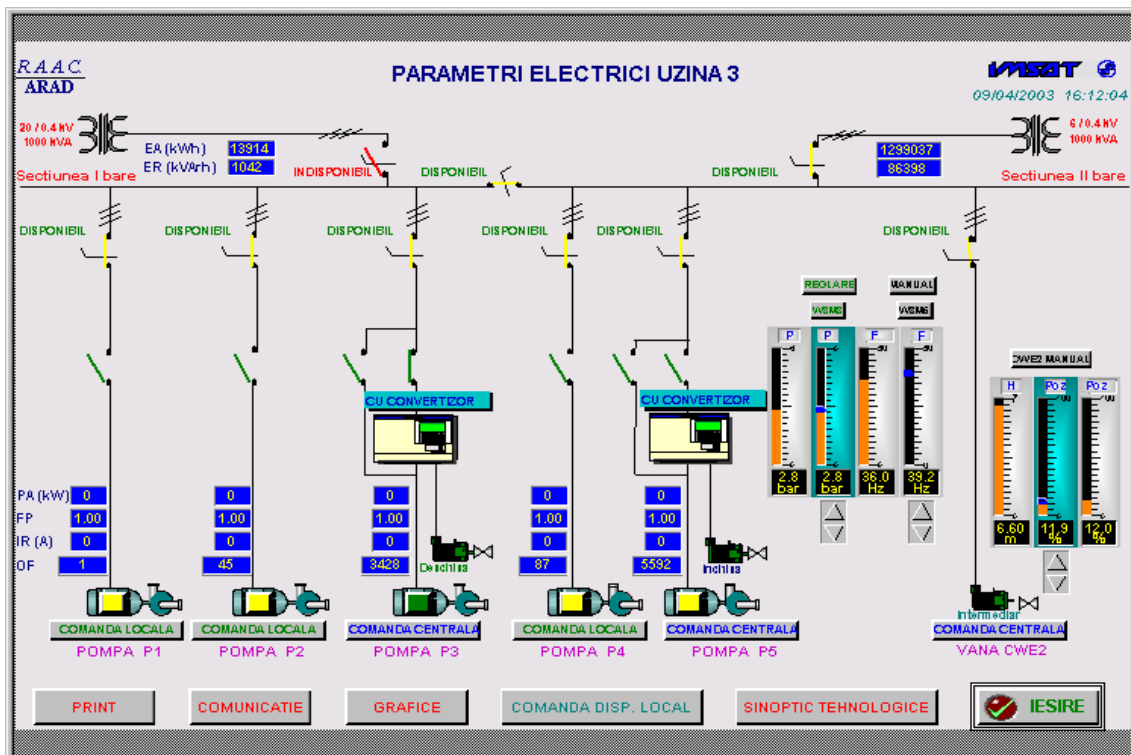 RAAC
ARAD
PARAMETRI ELECTRICI UZINA 3
VMSAT
09/04/2003 16:12:04
20 / 0.4 KV
1000 KVA
EA (kWh) 13914
ER (kVArh) 1042
INDISPONIBIL
DISPONIBIL
DISPONIBIL
1299037
86398
6 / 0.4 KV
1000 KVA
Sectiunea I bare
Sectiunea II bare
DISPONIBIL
DISPONIBIL
DISPONIBIL
DISPONIBIL
DISPONIBIL
DISPONIBIL
REGLARE
MANUAL
P P F F
CWE2 MANUAL
H Poz Poz
CU CONVERTIZOR
CU CONVERTIZOR
2.8 bar
2.8 bar
36.0 Hz
39.2 Hz
6.60 m
11,9 %
12,0 %
PA (kW) 0 0 0 0 0
FP 1.00 1.00 1.00 1.00 1.00
IR (A) 0 0 0 0 0
OF 1 45 3428 87 5592
Deschisa
Inchisa
Intermediar
COMANDA LOCALA
COMANDA LOCALA
COMANDA CENTRALA
COMANDA LOCALA
COMANDA CENTRALA
COMANDA CENTRALA
POMPA P1
POMPA P2
POMPA P3
POMPA P4
POMPA P5
VANA CWE2
PRINT
COMUNICATIE
GRAFICE
COMANDA DISP. LOCAL
SINOPTIC TEHNOLOGICE
IESIRE